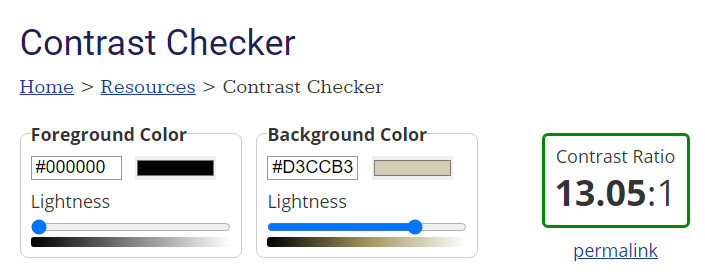 Contrast Checker
Home > Resources > Contrast Checker
Foreground Color
#000000
Lightness
Background Color
#D3CCB3
Lightness
Contrast Ratio
13.05:1
permalink